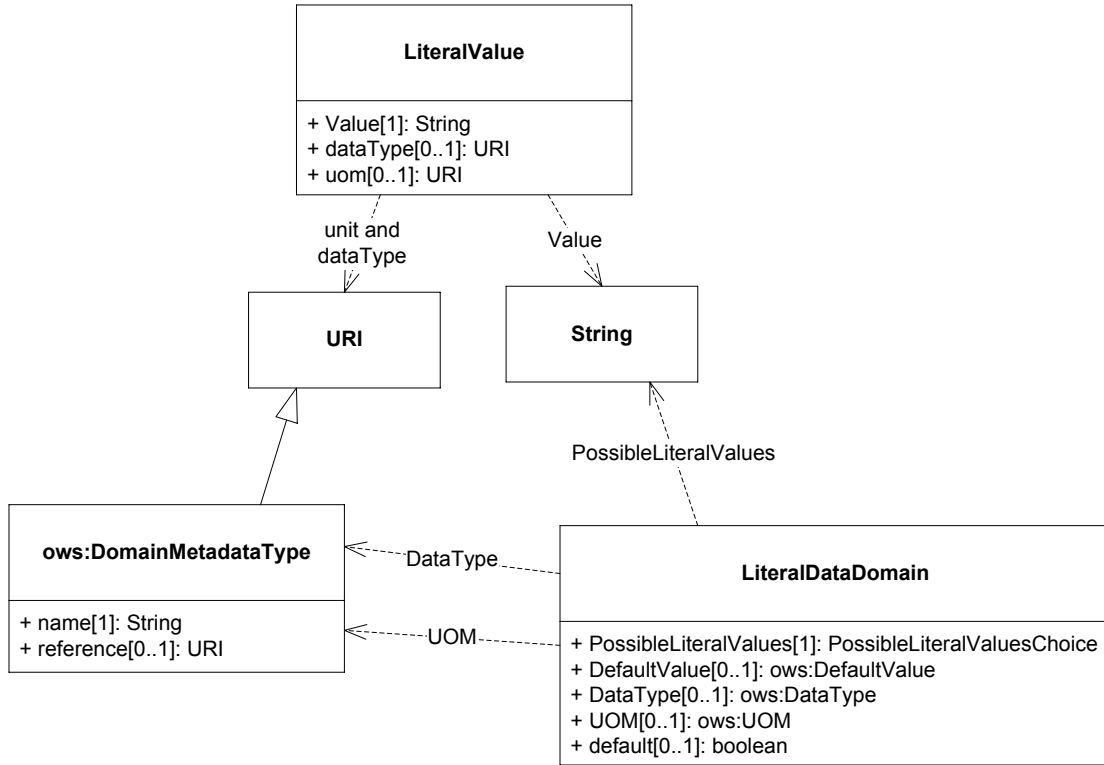 LiteralValue
+ Value[1]: String
+ dataType[0..1]: URI
+ uom[0..1]: URI
unit and
dataType
Value
URI
String
PossibleLiteralValues
ows:DomainMetadataType
+ name[1]: String
+ reference[0..1]: URI
DataType
UOM
LiteralDataDomain
+ PossibleLiteralValues[1]: PossibleLiteralValuesChoice
+ DefaultValue[0..1]: ows:DefaultValue
+ DataType[0..1]: ows:DataType
+ UOM[0..1]: ows:UOM
+ default[0..1]: boolean